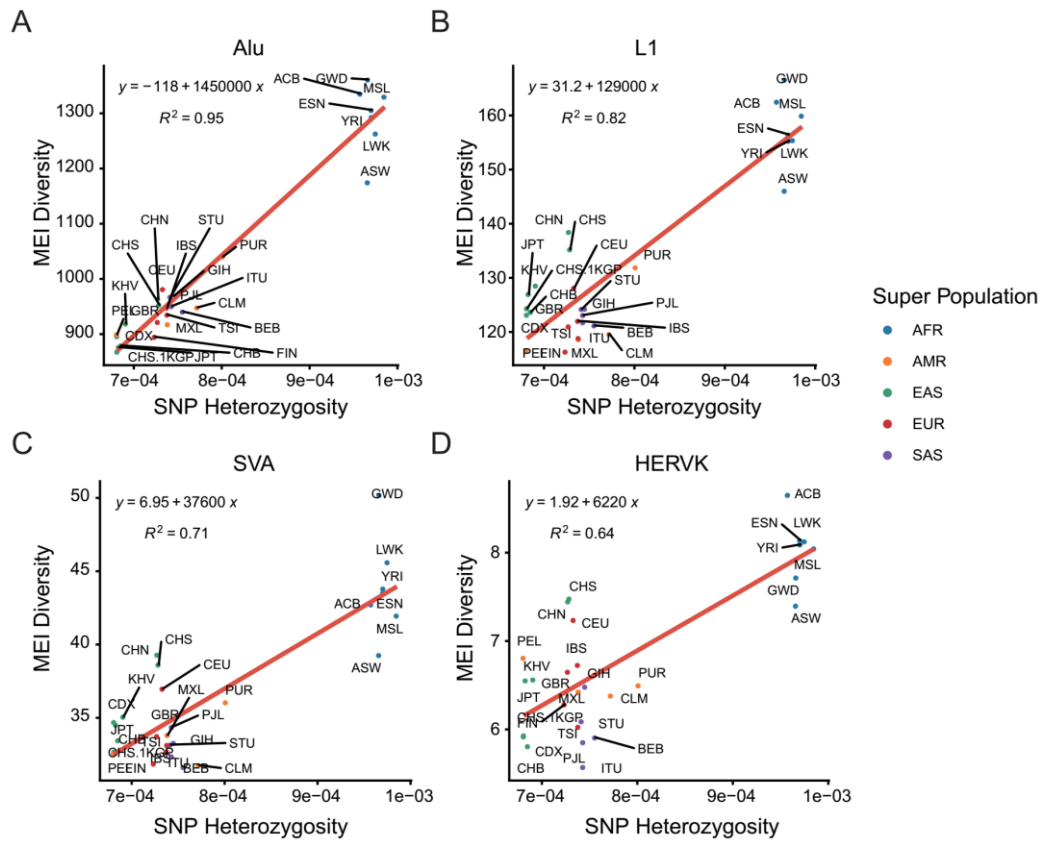 A
Alu
y = −118 + 1450000 x
R² = 0.95
MEI Diversity
1300
1200
1100
1000
900
ACB
GWD
MSL
ESN
YRI
LWK
ASW
CHN
STU
CHS
IBS
PUR
CEU
GIH
ITU
KHV
PJL
CLM
PEL
GBR
CDX
MXL
TSI
BEB
CHS.1KGP
JPT
CHB
FIN
7e−04
8e−04
9e−04
1e−03
SNP Heterozygosity
B
L1
y = 31.2 + 129000 x
R² = 0.82
MEI Diversity
160
150
140
130
120
GWD
ACB
MSL
ESN
YRI
LWK
ASW
CHN
CHS
JPT
CEU
PUR
KHV
CHS.1KGP
STU
CHB
GBR
GIH
PJL
CDX
TSI
ITU
BEB
IBS
MXL
CLM
7e−04
8e−04
9e−04
1e−03
SNP Heterozygosity
Super Population
AFR
AMR
EAS
EUR
SAS
C
SVA
y = 6.95 + 37600 x
R² = 0.71
MEI Diversity
50
45
40
35
GWD
LWK
YRI
ACB
ESN
MSL
ASW
CHN
CHS
KHV
CEU
CDX
MXL
PUR
GBR
PJL
JPT
CHB
TSI
GIH
STU
CHS.1KGP
IBS
ITU
BEB
CLM
7e−04
8e−04
9e−04
1e−03
SNP Heterozygosity
D
HERVK
y = 1.92 + 6220 x
R² = 0.64
MEI Diversity
8
7
6
ACB
ESN
LWK
YRI
MSL
GWD
ASW
CHS
CHN
CEU
PEL
IBS
KHV
GIH
PUR
GBR
JPT
MXL
CLM
CHS.1KGP
FIN
TSI
STU
CDX
PJL
BEB
CHB
ITU
7e−04
8e−04
9e−04
1e−03
SNP Heterozygosity